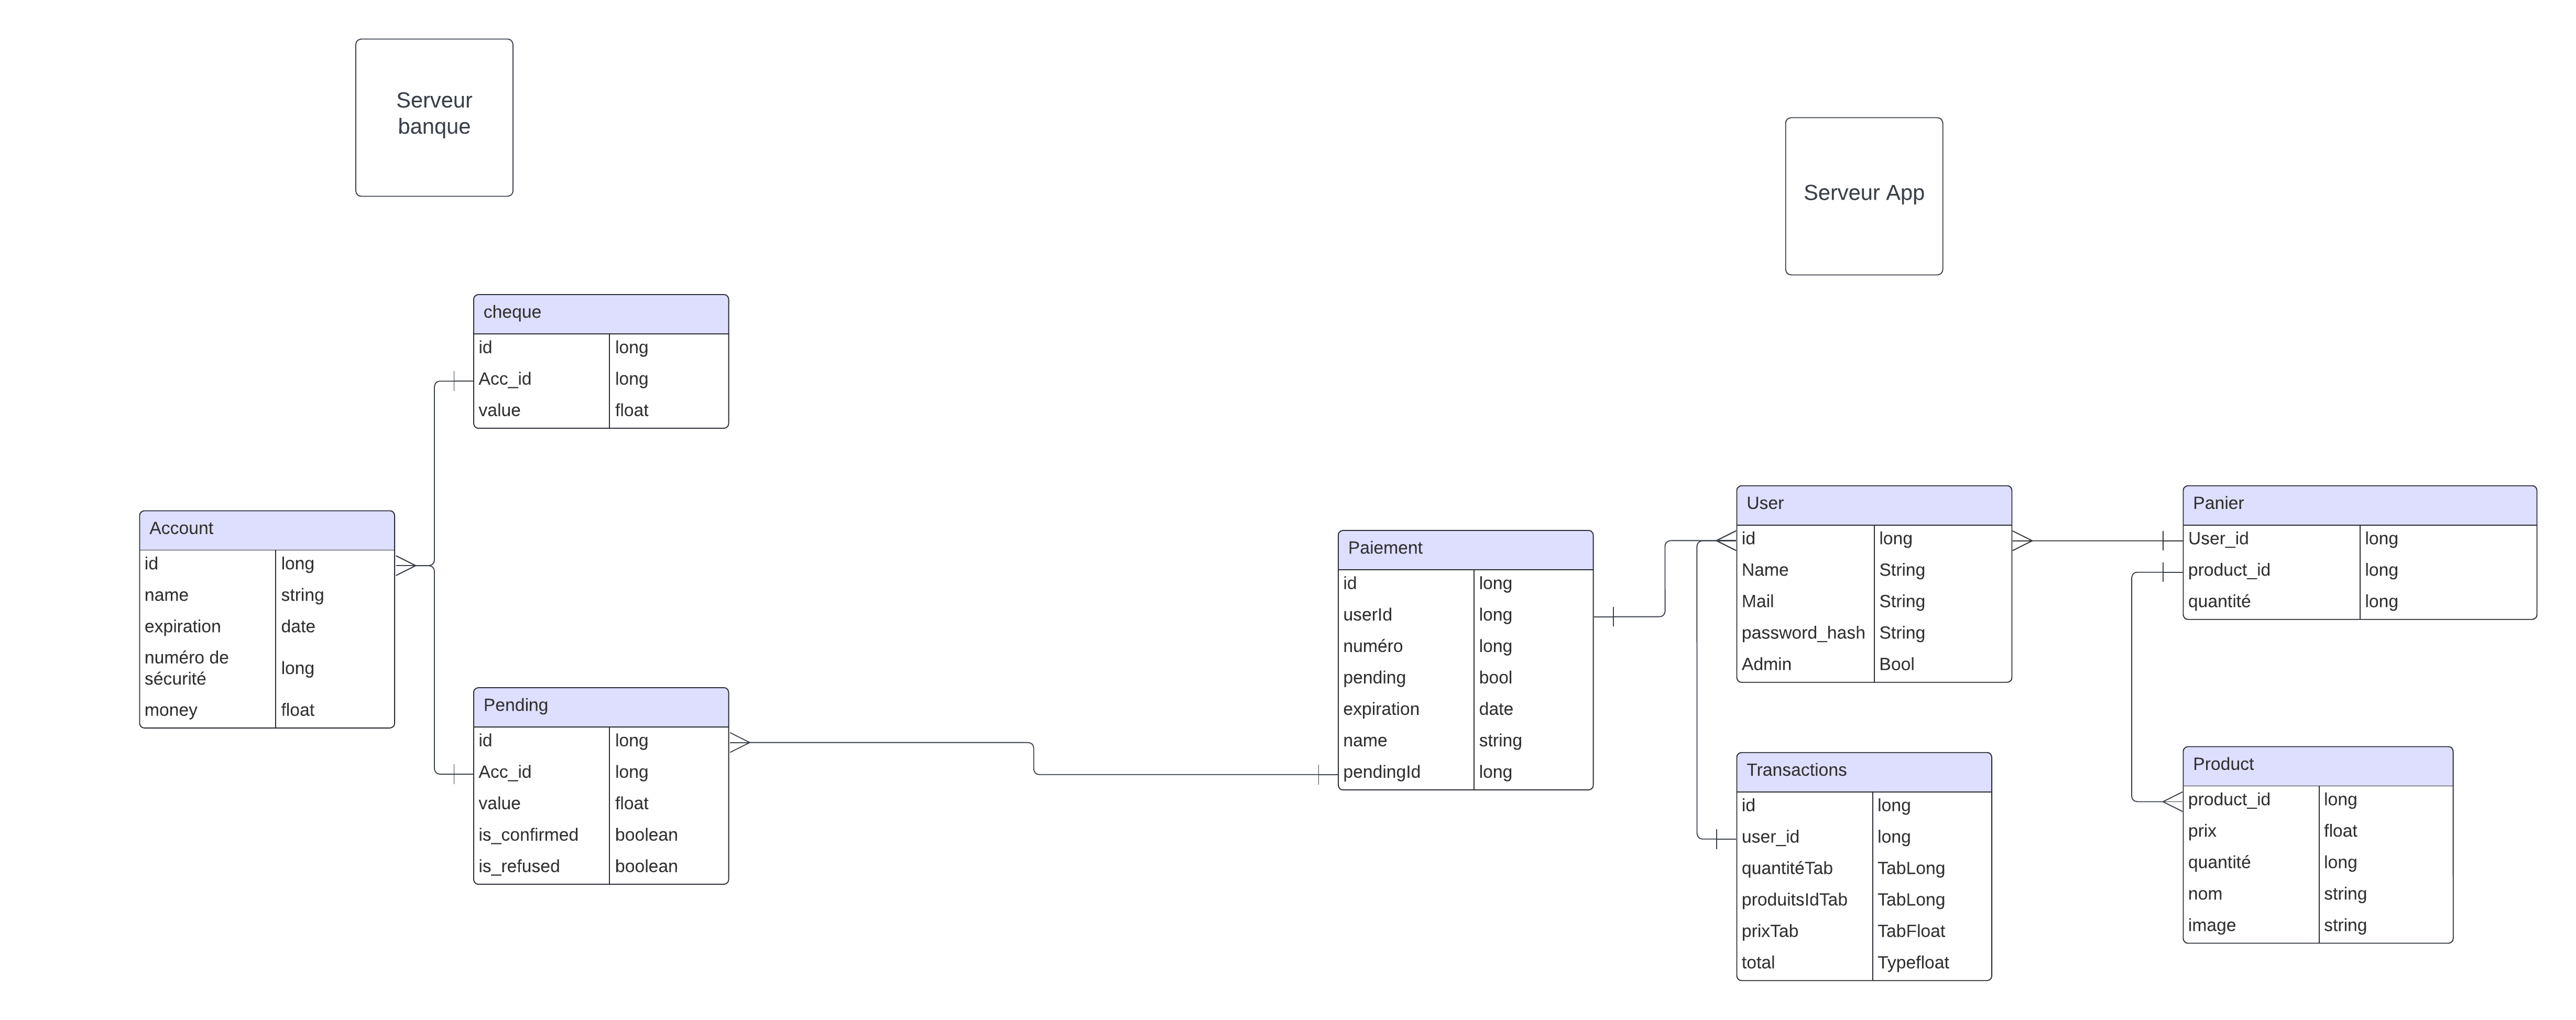 Serveur
banque
Serveur App
cheque
id long
Acc_id long
value float
Account
id long
name string
expiration date
numéro de
sécurité
long
money float
Pending
id long
Acc_id long
value float
is_confirmed boolean
is_refused boolean
Paiement
id long
userId long
numéro long
pending bool
expiration date
name string
pendingId long
User
id long
Name String
Mail String
password_hash String
Admin Bool
Transactions
id long
user_id long
quantitéTab TabLong
produitsIdTab TabLong
prixTab TabFloat
total Typefloat
Panier
User_id long
product_id long
quantité long
Product
product_id long
prix float
quantité long
nom string
image string